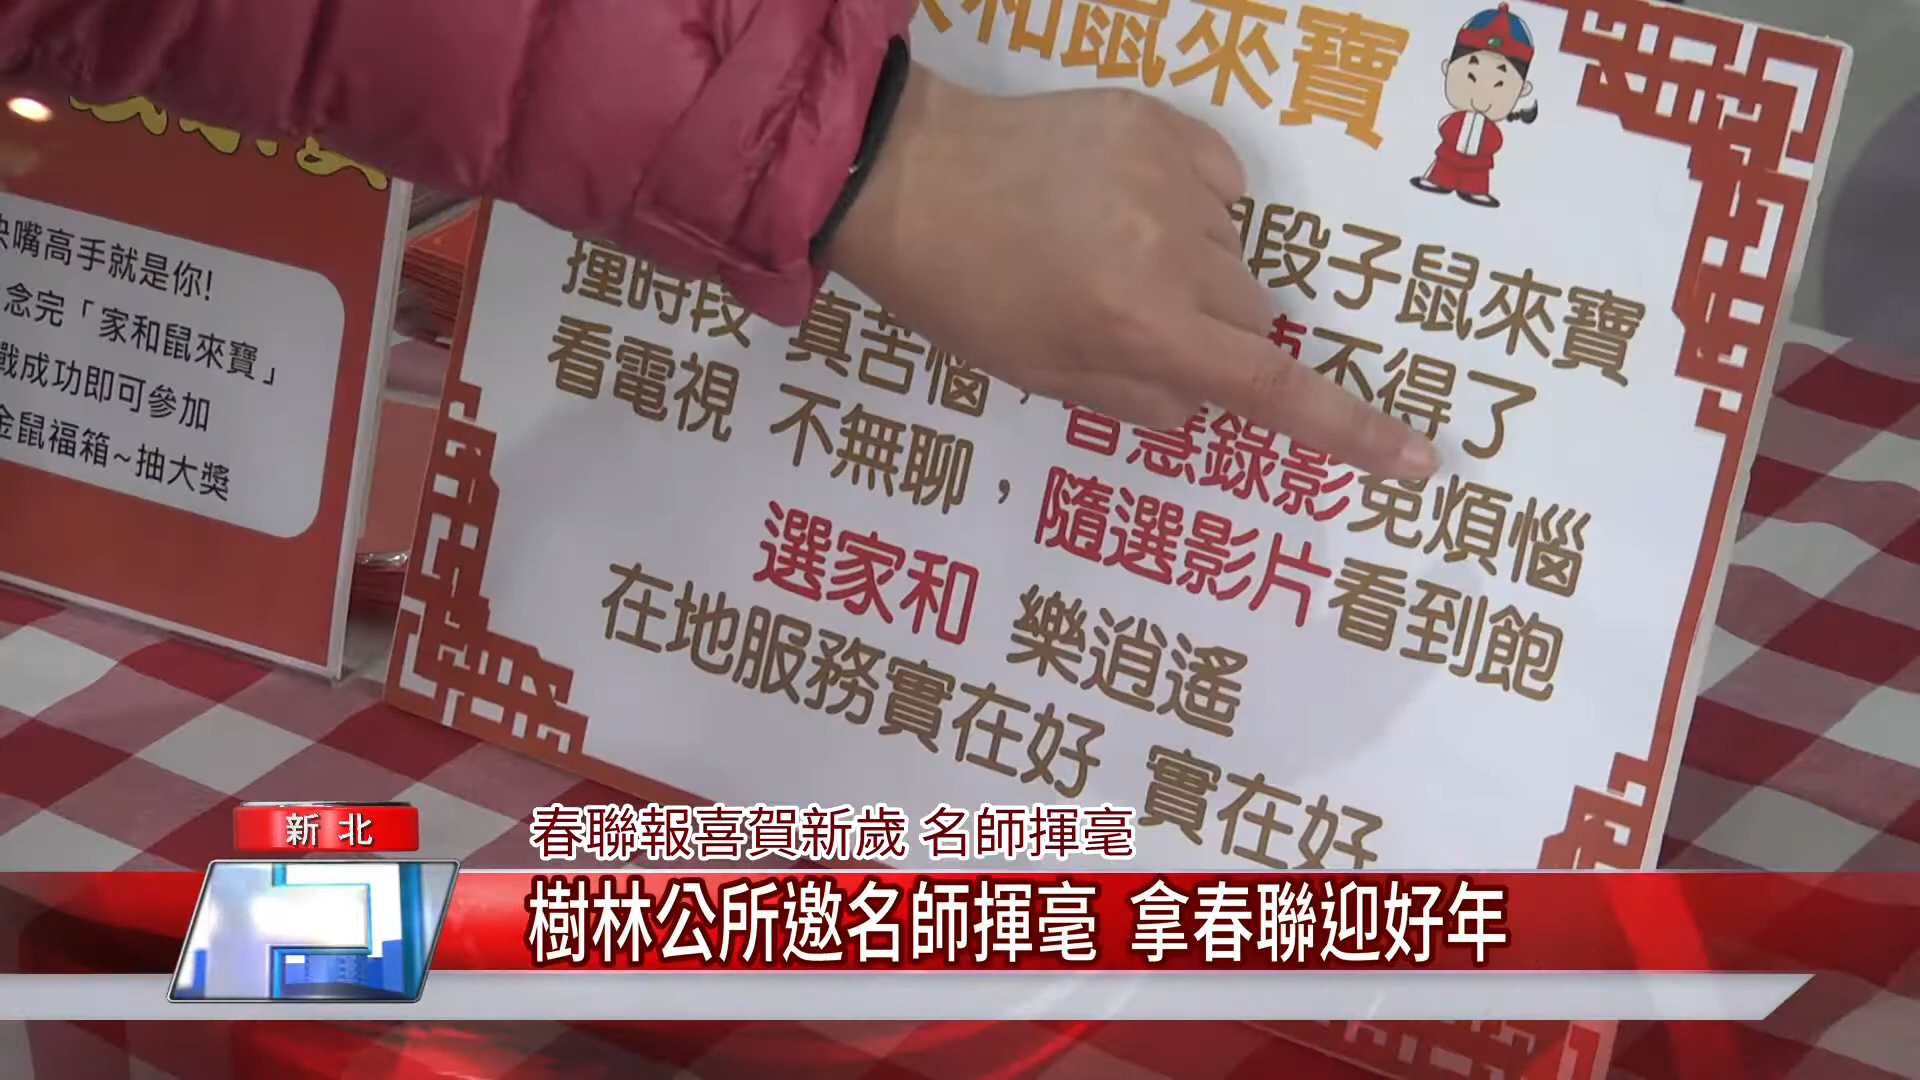 家和鼠來寶
段子鼠來寶
撞時段 真苦惱，
不得了
看電視 不無聊，智慧錄影免煩惱
隨選影片看到飽
選家和 樂逍遙
在地服務實在好 實在好
快嘴高手就是你!
念完「家和鼠來寶」
戰成功即可參加
金鼠福箱~抽大獎
新北
春聯報喜賀新歲 名師揮毫
樹林公所邀名師揮毫 拿春聯迎好年